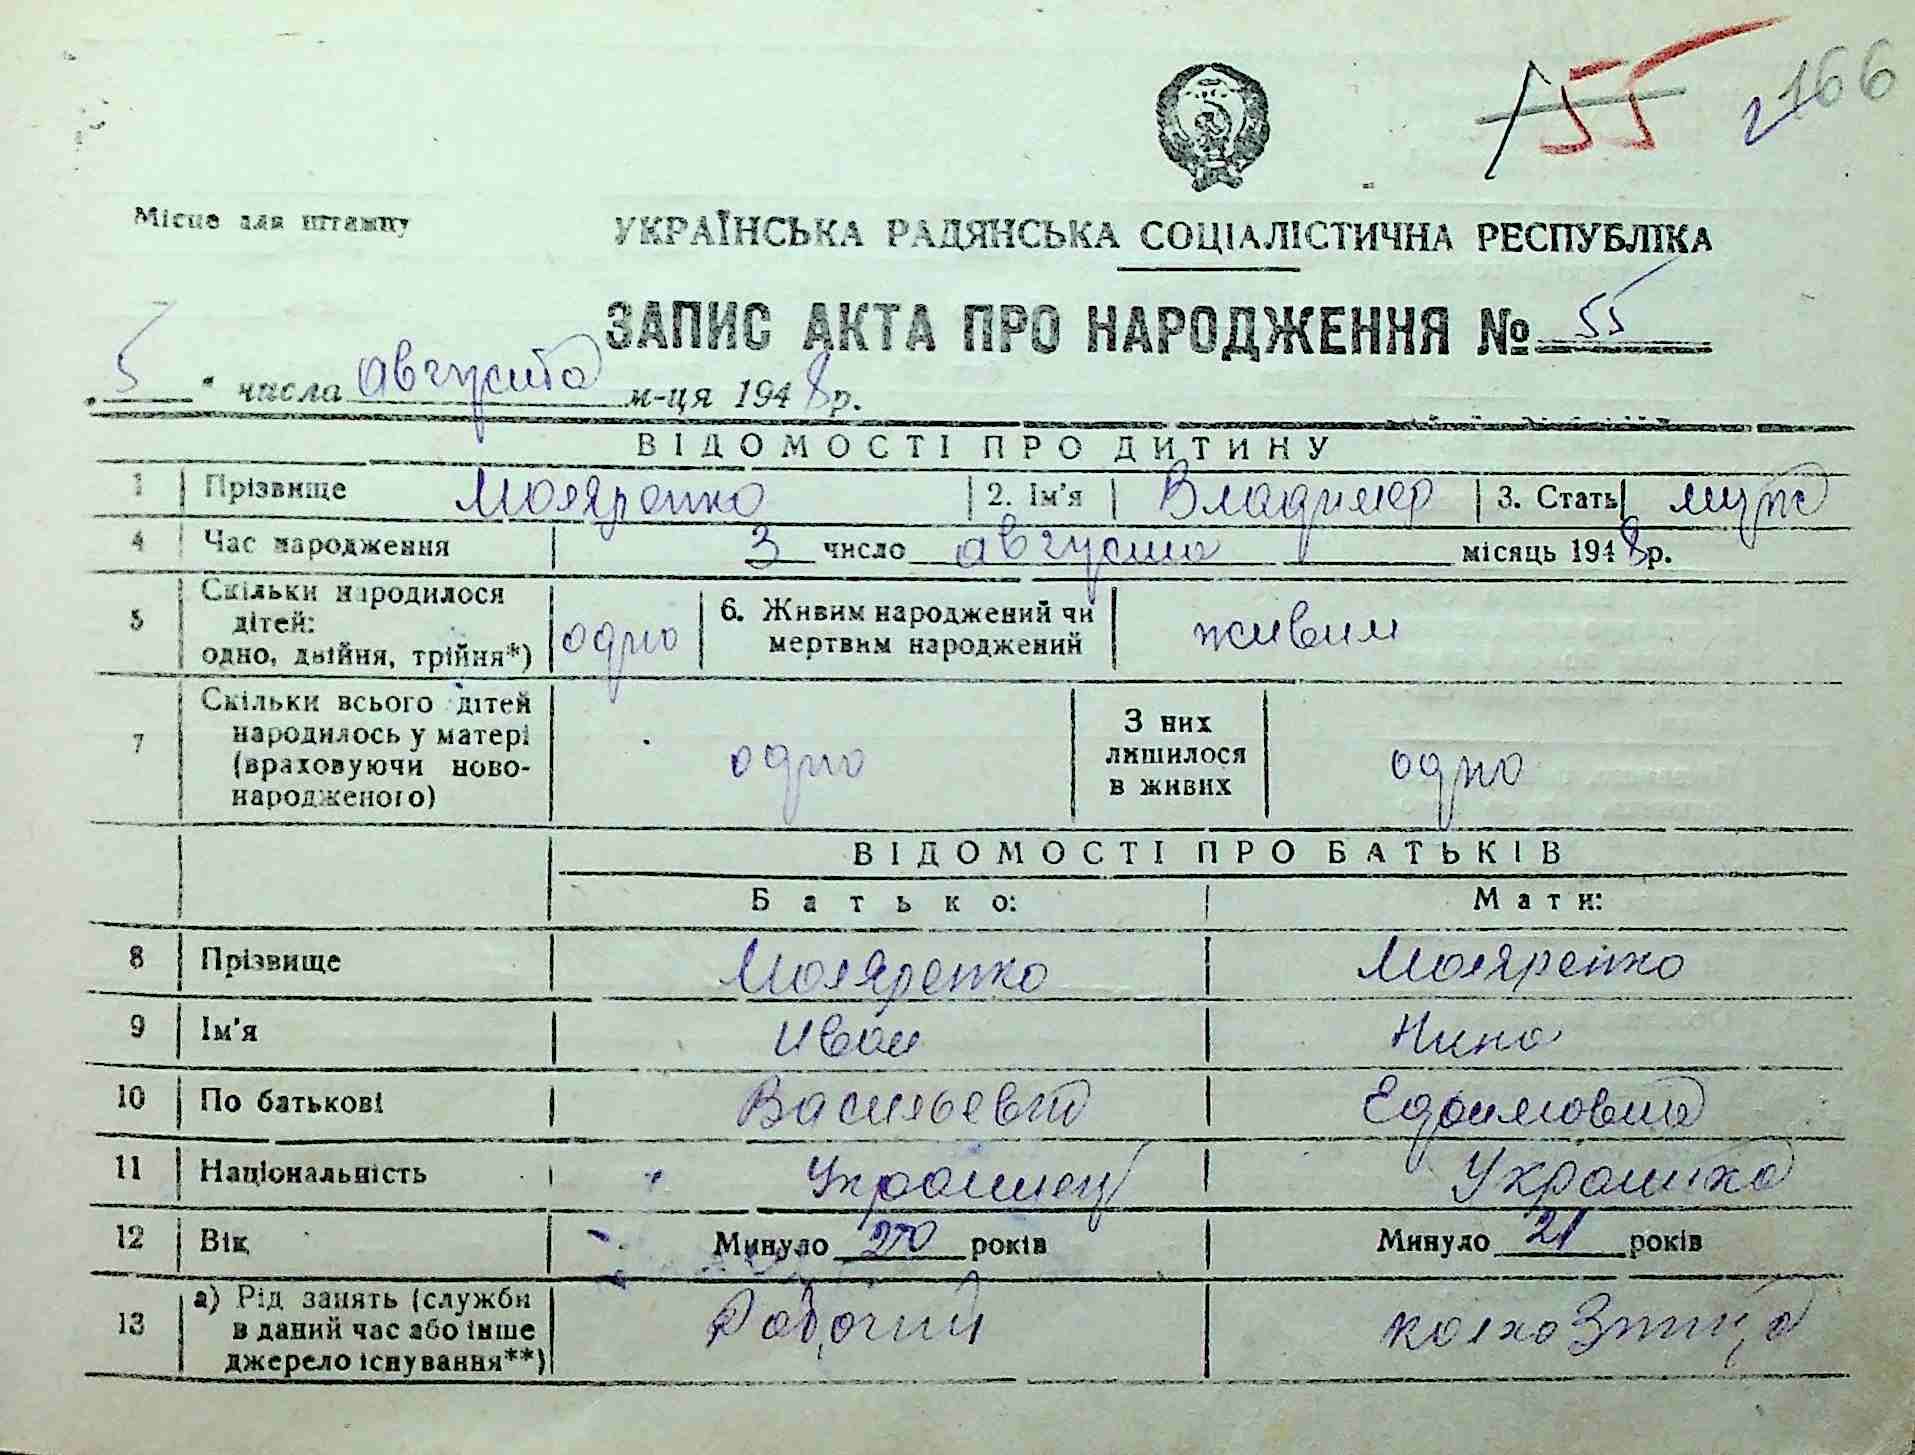 155 2166
Місце для штампу
УКРАЇНСЬКА РАДЯНСЬКА СОЦІАЛІСТИЧНА РЕСПУБЛІКА
ЗАПИС АКТА ПРО НАРОДЖЕННЯ № 55
„ 5 " числа августа м-ця 1948 р.
ВІДОМОСТІ ПРО ДИТИНУ
1 Прізвище Моляренко 2. Ім'я Владимер 3. Стать муж
4 Час народження 3 число августа місяць 1948 р.
5 Скільки народилося
дітей:
одно, двійня, трійня*) одно 6. Живим народжений чи
мертвим народжений живим
7 Скільки всього дітей
народилось у матері
(враховуючи ново-
народженого) одно З них
лишилося
в живих одно
ВІДОМОСТІ ПРО БАТЬКІВ
Батько: Мати:
8 Прізвище Моляренко Моляренко
9 Ім'я Иван Нина
10 По батькові Васильевич
11 Національність Украинец Украинка
12 Вік Минуло років Минуло 21 років
13 а) Рід занять (служби
в даний час або інше
джерело існування**) Рабочий колхозница